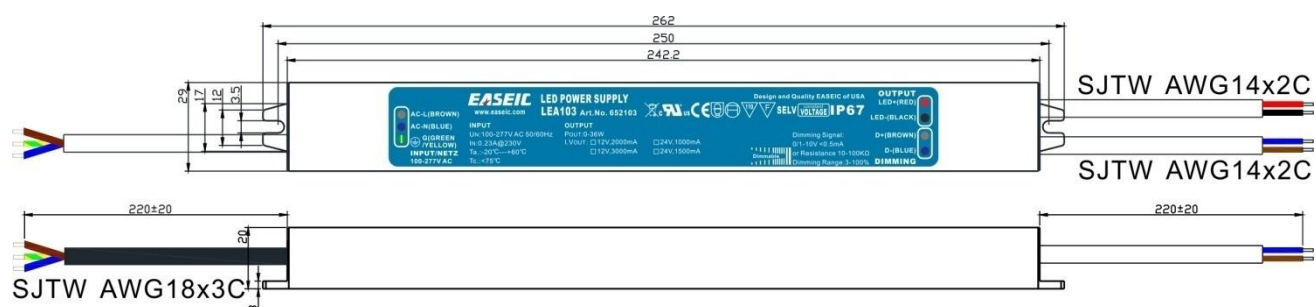 262
250
242.2
29
17
12
3.5
EASEIC
www.easeic.com
LED POWER SUPPLY
LEA103 Art.No. 652103
Design and Quality EASEIC of USA
SELV
VOLTAGE
IP67
AC-L(BROWN)
AC-N(BLUE)
G(GREEN
/YELLOW)
INPUT/NETZ
100-277V AC
INPUT
UN:100-277V AC 50/60Hz
IN:0.23A@230V
Ta.:-20℃---+60℃
Tc.:<75℃
OUTPUT
POUT:0-36W
I.VOUT: □12V,2000mA □24V,1000mA
□12V,3000mA □24V,1500mA
Dimmable
Dimming Signal:
0/1-10V <0.5mA
or Resistance 10-100KΩ
Dimming Range:3-100%
OUTPUT
LED+(RED)
LED-(BLACK)
D+(BROWN)
D-(BLUE)
DIMMING
SJTW AWG14x2C
SJTW AWG14x2C
220±20
20
220±20
SJTW AWG18x3C